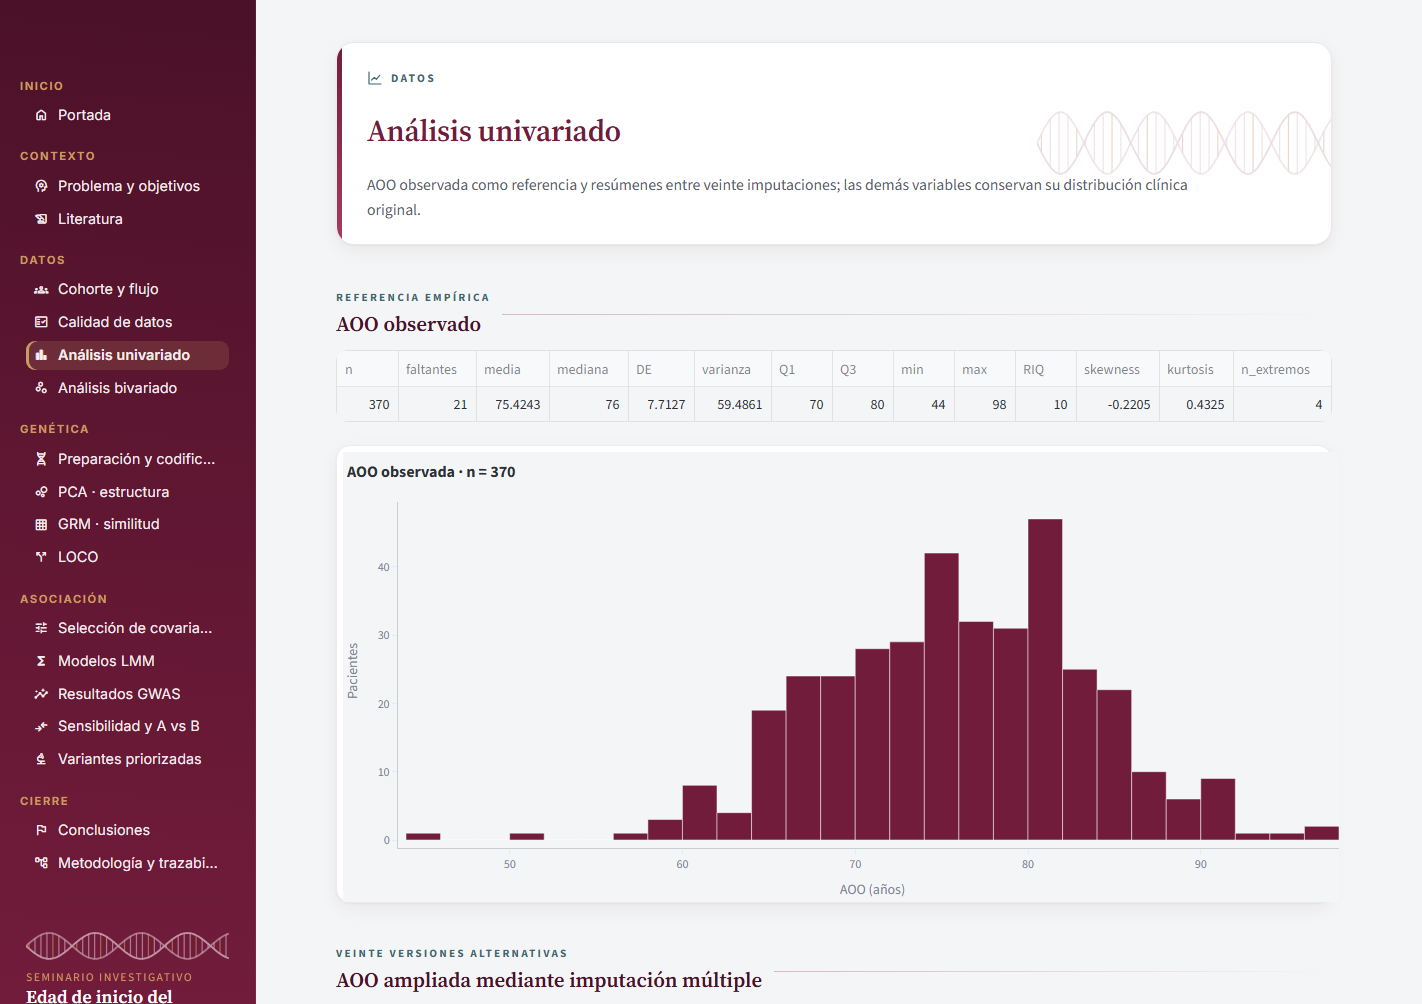 INICIO
Portada
CONTEXTO
Problema y objetivos
Literatura
DATOS
Cohorte y flujo
Calidad de datos
Análisis univariado
Análisis bivariado
GENÉTICA
Preparación y codific...
PCA · estructura
GRM · similitud
LOCO
ASOCIACIÓN
Selección de covaria...
Modelos LMM
Resultados GWAS
Sensibilidad y A vs B
Variantes priorizadas
CIERRE
Conclusiones
Metodología y trazabi...
SEMINARIO INVESTIGATIVO
Edad de inicio del
DATOS
Análisis univariado
AOO observada como referencia y resúmenes entre veinte imputaciones; las demás variables conservan su distribución clínica
original.
REFERENCIA EMPÍRICA
AOO observado
n faltantes media mediana DE varianza Q1 Q3 min max RIQ skewness kurtosis n_extremos
370 21 75.4243 76 7.7127 59.4861 70 80 44 98 10 -0.2205 0.4325 4
AOO observada · n = 370
Pacientes
40
30
20
10
0
50 60 70 80 90
AOO (años)
VEINTE VERSIONES ALTERNATIVAS
AOO ampliada mediante imputación múltiple